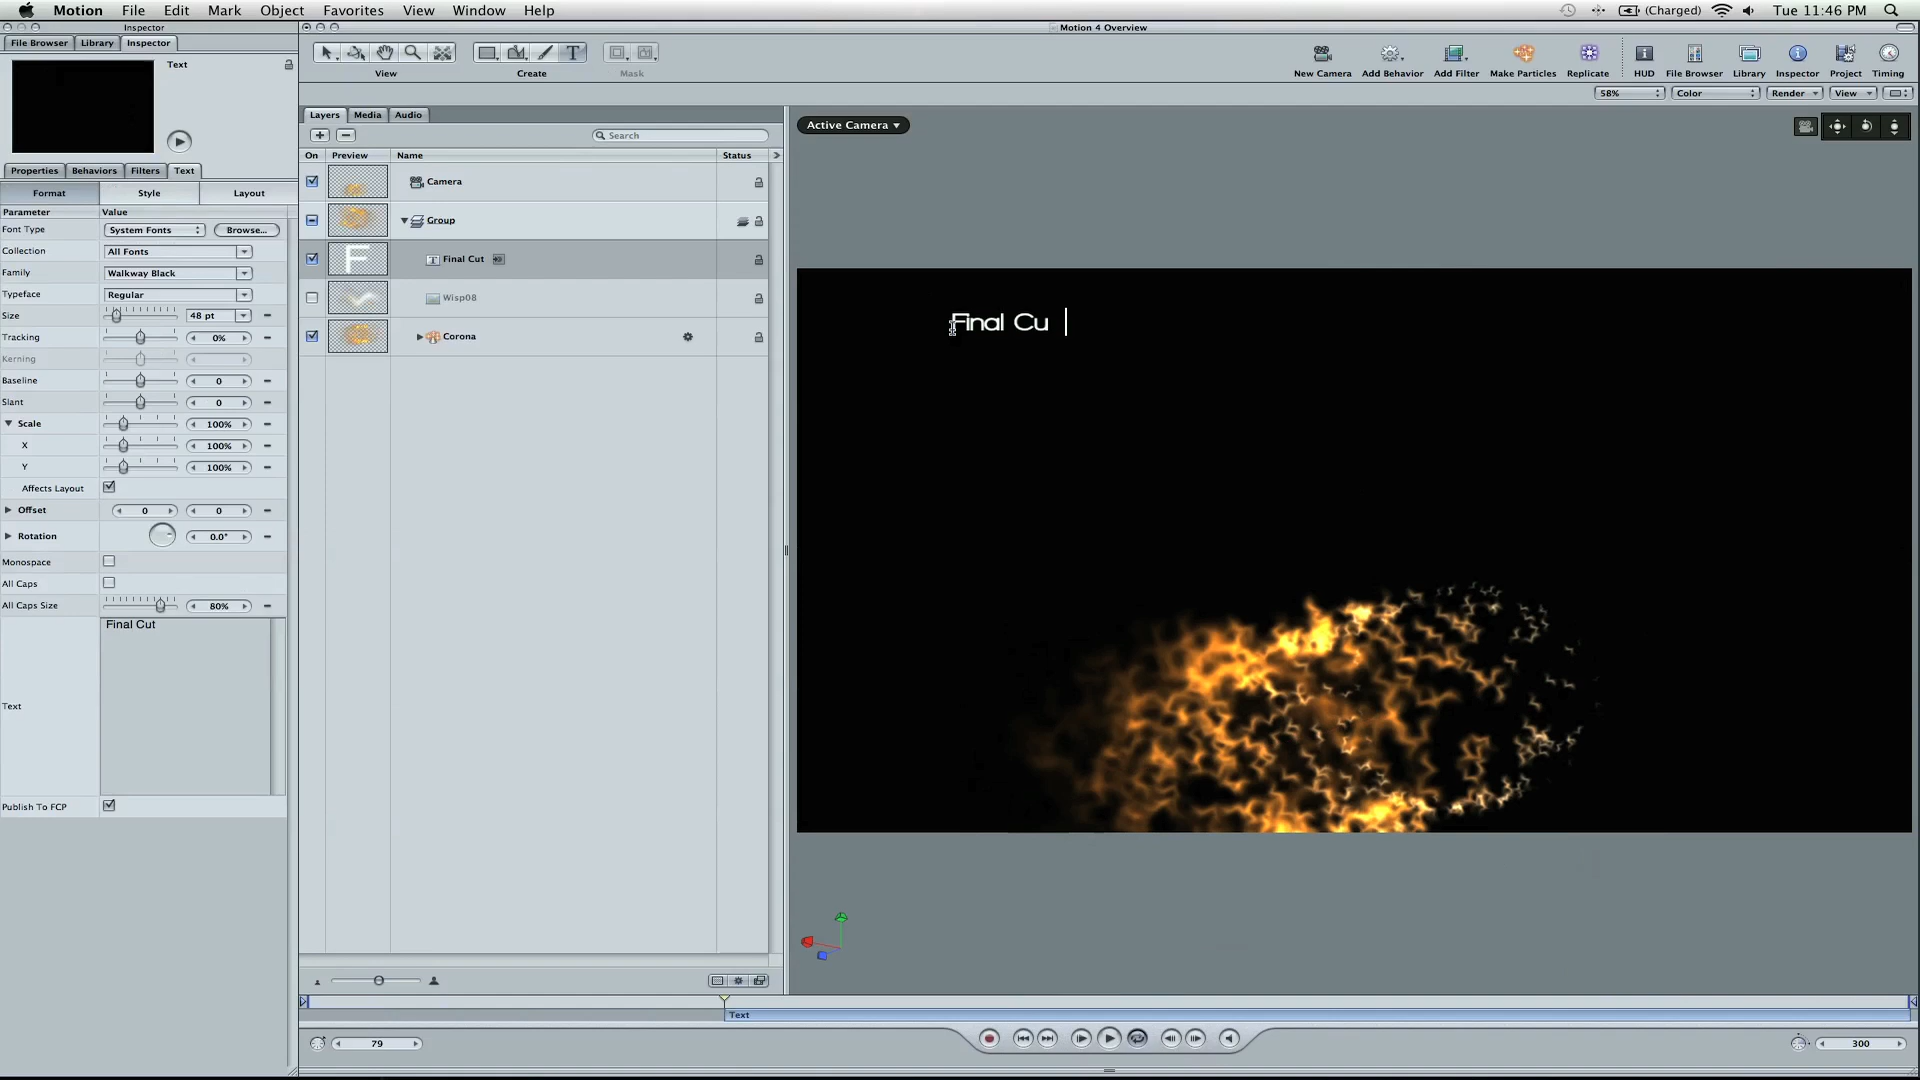 Motion File Edit Mark Object Favorites View Window Help
(Charged) Tue 11:46 PM
Inspector
Motion 4 Overview
File Browser Library Inspector
Text
View Create Mask
New Camera Add Behavior Add Filter Make Particles Replicate HUD File Browser Library Inspector Project Timing
58% Color Render View
Layers Media Audio
Active Camera
Search
On Preview Name Status
Properties Behaviors Filters Text
Format Style Layout
Parameter Value
Font Type System Fonts Browse...
Collection All Fonts
Family Walkway Black
Typeface Regular
Size 48 pt
Tracking 0%
Kerning
Baseline 0
Slant 0
Scale 100%
X 100%
Y 100%
Affects Layout
Offset 0 0
Rotation 0.0°
Monospace
All Caps
All Caps Size 80%
Text Final Cut
Publish To FCP
Camera
Group
F Final Cut
Wisp08
Corona
Final Cu
Text
79
300